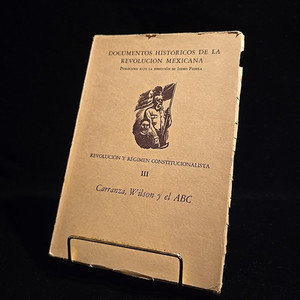 DOCUMENTOS HISTORICOS DE LA
REVOLUCION MEXICANA
PUBLICADOS BAJO LA DIRECCIÓN DE ISIDRO FABELA
REVOLUCIÓN Y RÉGIMEN CONSTITUCIONALISTA
III
Carranza, Wilson y el ABC